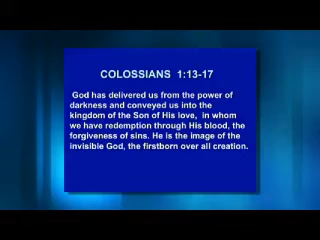 COLOSSIANS 1:13-17
God has delivered us from the power of
darkness and conveyed us into the
kingdom of the Son of His love, in whom
we have redemption through His blood, the
forgiveness of sins. He is the image of the
invisible God, the firstborn over all creation.